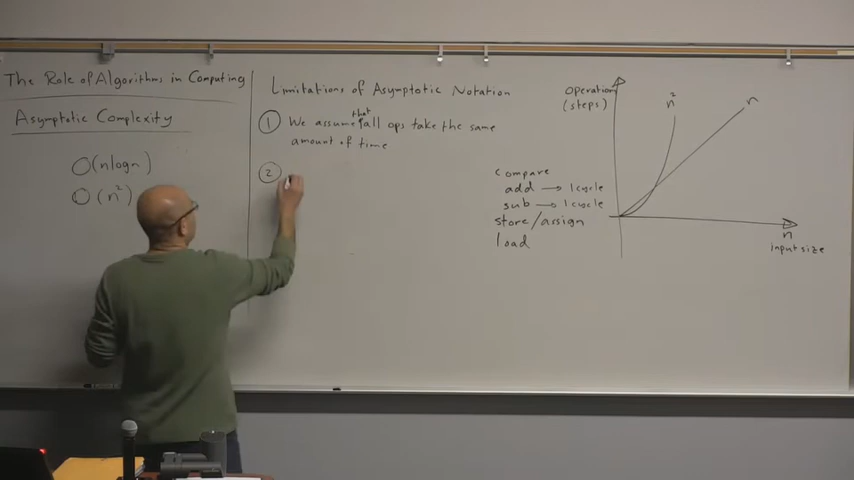 The Role of Algorithms in Computing
Asymptotic Complexity
O(nlogn)
O(n²)
Limitations of Asymptotic Notation
① We assume that all ops take the same
amount of time
②
compare
add → 1 cycle
sub → 1 cycle
store/assign
load
operation
(steps)
n²
n
n
input size